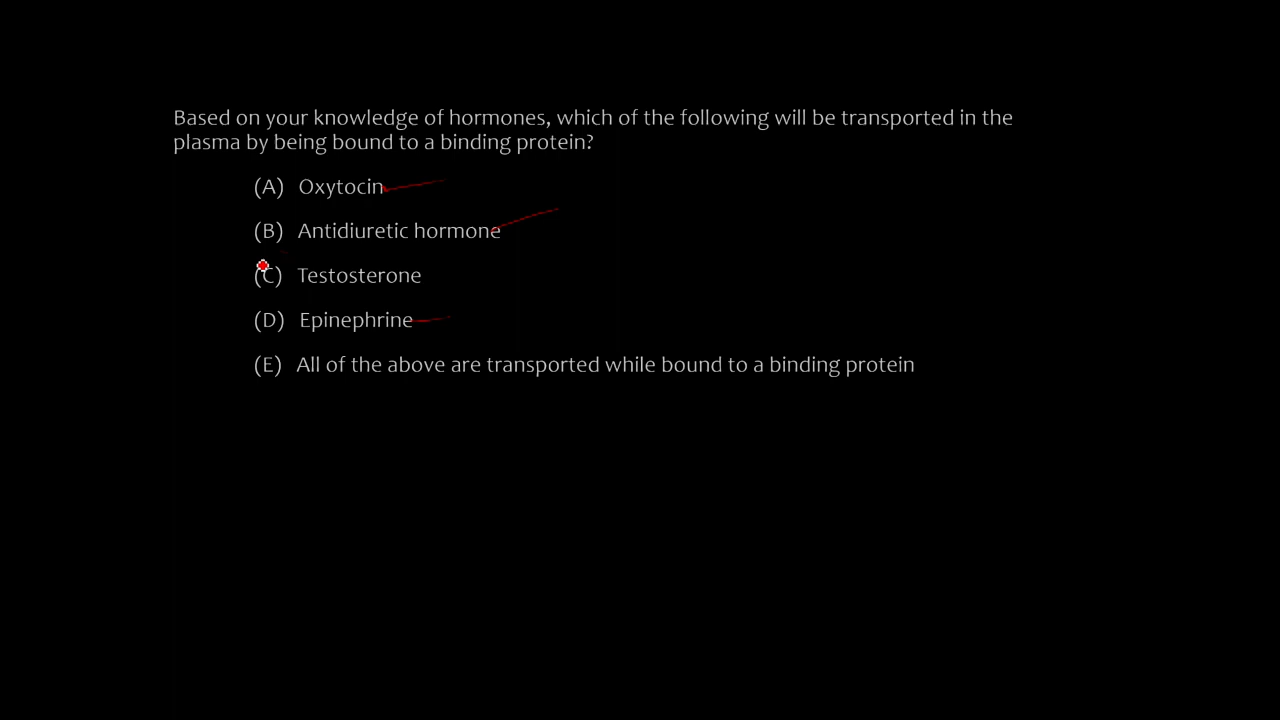 Based on your knowledge of hormones, which of the following will be transported in the
plasma by being bound to a binding protein?
(A) Oxytocin
(B) Antidiuretic hormone
(C) Testosterone
(D) Epinephrine
(E) All of the above are transported while bound to a binding protein